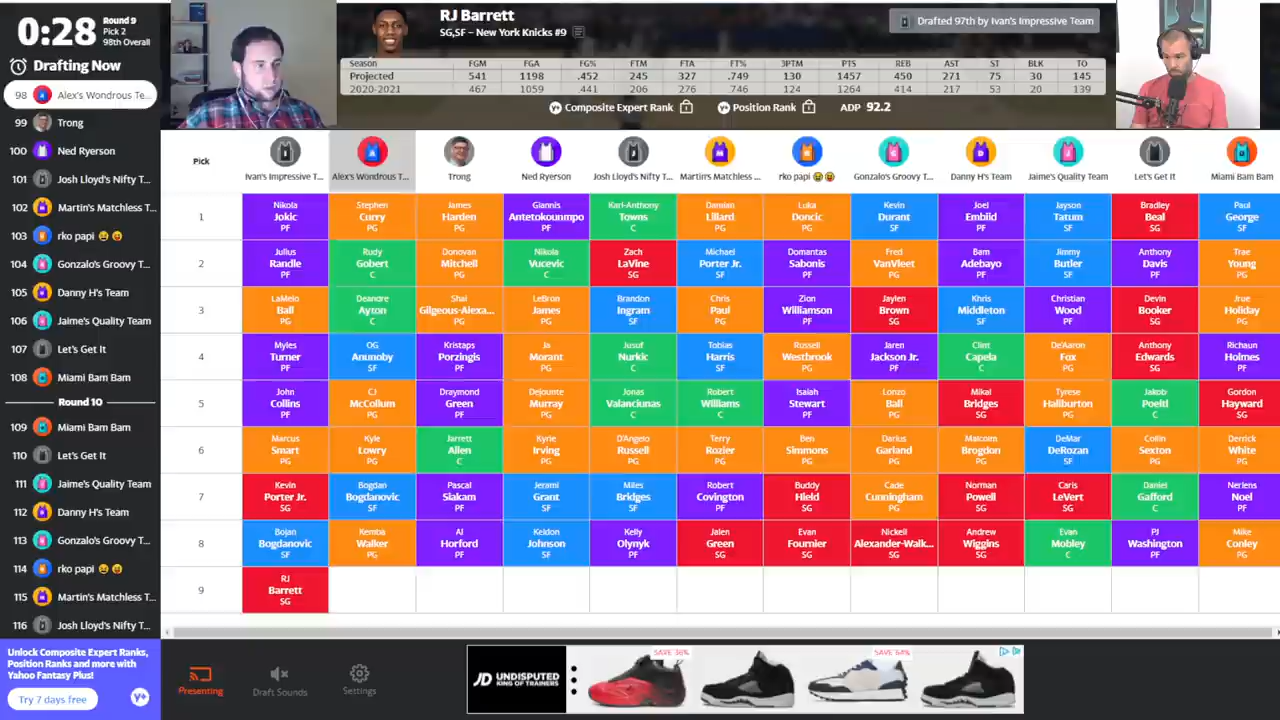 0:28
Round 9
Pick 2
98th Overall
Drafting Now
98 Alex's Wondrous Te...
99 Trong
100 Ned Ryerson
101 Josh Lloyd's Nifty T...
102 Martin's Matchless T...
103 rko papi 😆 😡
104 Gonzalo's Groovy T...
105 Danny H's Team
106 Jaime's Quality Team
107 Let's Get It
108 Miami Bam Bam
Round 10
109 Miami Bam Bam
110 Let's Get It
111 Jaime's Quality Team
112 Danny H's Team
113 Gonzalo's Groovy T...
114 rko papi 😆 😡
115 Martin's Matchless T...
116 Josh Lloyd's Nifty T...
Unlock Composite Expert Ranks,
Position Ranks and more with
Yahoo Fantasy Plus!
Try 7 days free
Y+
RJ Barrett
SG,SF – New York Knicks #9
Drafted 97th by Ivan's Impressive Team
Season FGM FGA FG% FTM FTA FT% 3PTM PTS REB AST ST BLK TO
Projected 541 1198 .452 245 327 .749 130 1457 450 271 75 30 145
2020-2021 467 1059 .441 206 276 .746 124 1264 414 217 53 20 139
Y+ Composite Expert Rank Y+ Position Rank ADP 92.2
Pick Ivan's Impressive T... Alex's Wondrous T... Trong Ned Ryerson Josh Lloyd's Nifty T... Martin's Matchless ... rko papi 😆 😡 Gonzalo's Groovy T... Danny H's Team Jaime's Quality Team Let's Get It Miami Bam Bam
Nikola Stephen James Giannis Karl-Anthony Damian Luka Kevin Joel Jayson Bradley Paul
1 Jokic Curry Harden Antetokounmpo Towns Lillard Doncic Durant Embiid Tatum Beal George
PF PG PG PF C PG PG SF PF SF SG SF
Julius Rudy Donovan Nikola Zach Michael Domantas Fred Bam Jimmy Anthony Trae
2 Randle Gobert Mitchell Vucevic LaVine Porter Jr. Sabonis VanVleet Adebayo Butler Davis Young
PF C PG C SG SF PF PG PF SF PF PG
LaMelo Deandre Shai LeBron Brandon Chris Zion Jaylen Khris Christian Devin Jrue
3 Ball Ayton Gilgeous-Alexa... James Ingram Paul Williamson Brown Middleton Wood Booker Holiday
PG C PG PG SF PG PF SG SF PF SG PG
Myles OG Kristaps Ja Jusuf Tobias Russell Jaren Clint De'Aaron Anthony Richaun
4 Turner Anunoby Porzingis Morant Nurkic Harris Westbrook Jackson Jr. Capela Fox Edwards Holmes
PF SF PF PG C SF PG PF C PG SG PF
John CJ Draymond Dejounte Jonas Robert Isaiah Lonzo Mikal Tyrese Jakob Gordon
5 Collins McCollum Green Murray Valanciunas Williams Stewart Ball Bridges Haliburton Poeltl Hayward
PF PG PF PG C C PF PG SG PG C SG
Marcus Kyle Jarrett Kyrie D'Angelo Terry Ben Darius Malcolm DeMar Collin Derrick
6 Smart Lowry Allen Irving Russell Rozier Simmons Garland Brogdon DeRozan Sexton White
PG PG C PG PG PG PG PG PG SF PG PG
Kevin Bogdan Pascal Jerami Miles Robert Buddy Cade Norman Caris Daniel Nerlens
7 Porter Jr. Bogdanovic Siakam Grant Bridges Covington Hield Cunningham Powell LeVert Gafford Noel
SG SF PF SF SF PF SG PG SG SG C PF
Bojan Kemba Al Keldon Kelly Jalen Evan Nickeil Andrew Evan PJ Mike
8 Bogdanovic Walker Horford Johnson Olynyk Green Fournier Alexander-Walk... Wiggins Mobley Washington Conley
SF PG PF SF PF SG SG SG SG C PF PG
RJ
9 Barrett
SG
Presenting
Draft Sounds
Settings
JD UNDISPUTED
KING OF TRAINERS
SAVE 64%